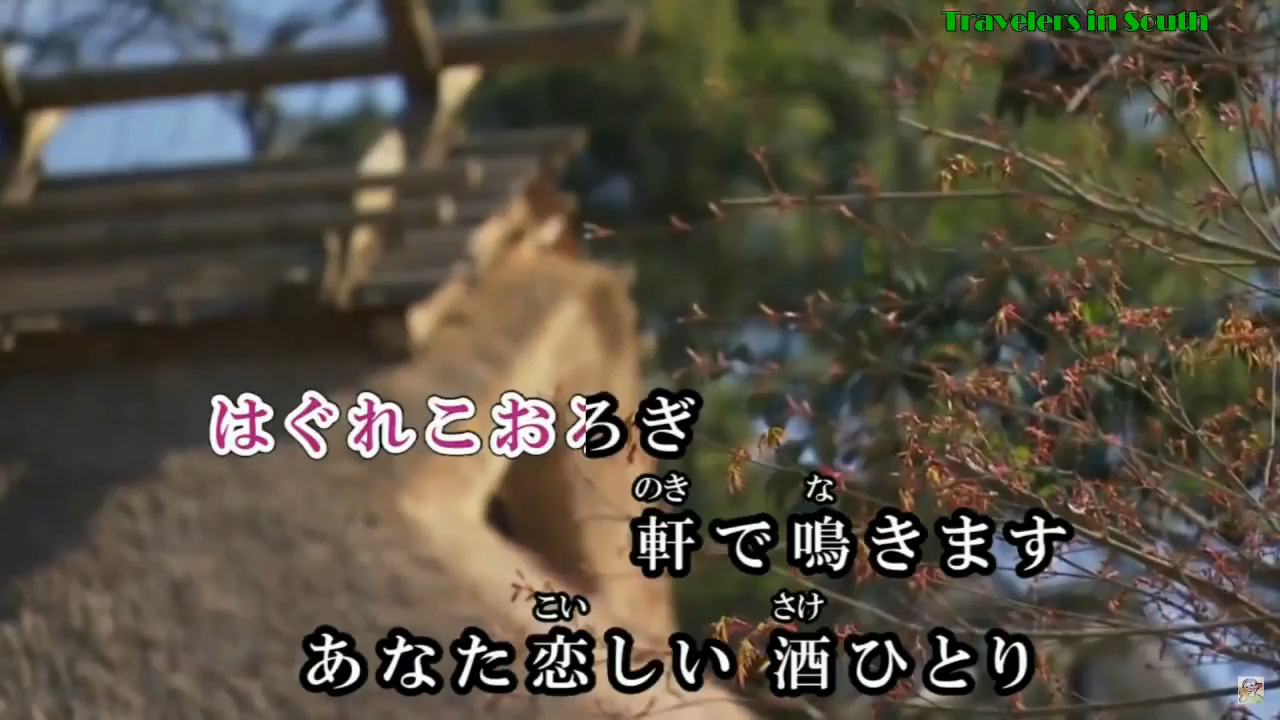 Travelers in South
はぐれこおろぎ
のき な
軒で鳴きます
こい さけ
あなた恋しい 酒ひとり